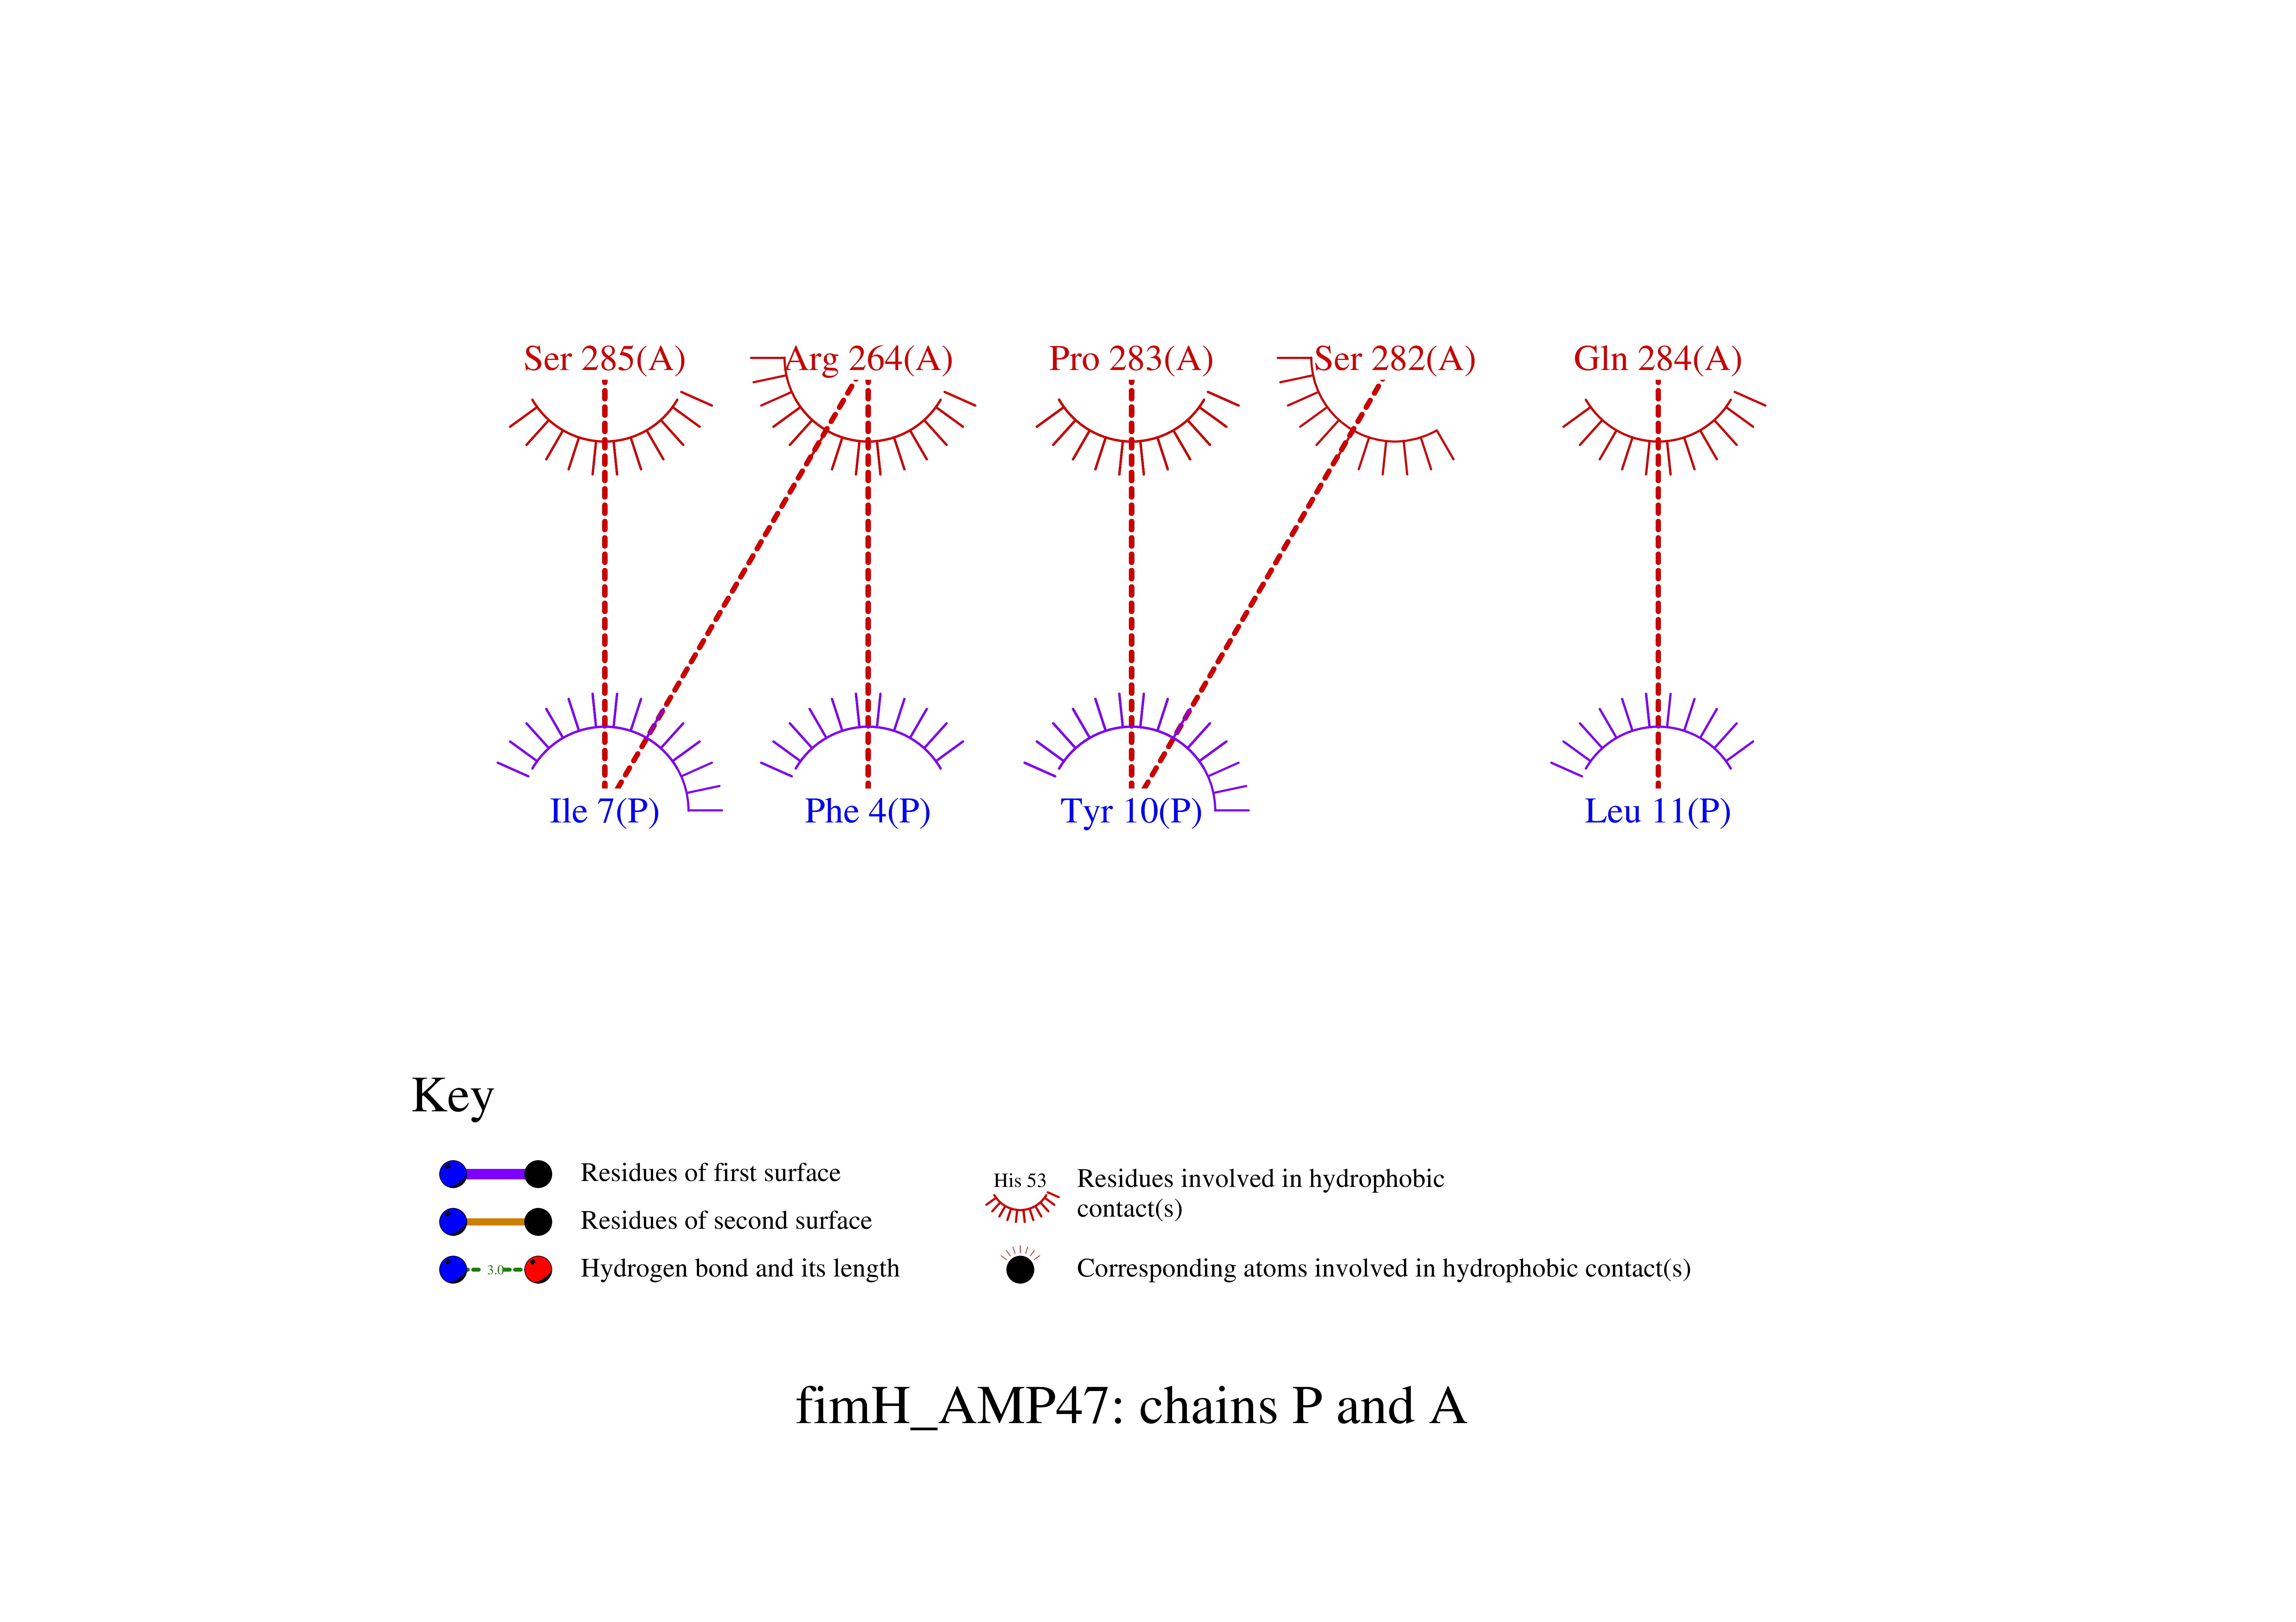 Ser 285(A) Arg 264(A) Pro 283(A) Ser 282(A) Gln 284(A)
Ile 7(P) Phe 4(P) Tyr 10(P) Leu 11(P)
Key
Residues of first surface
Residues of second surface
3.0 Hydrogen bond and its length
His 53 Residues involved in hydrophobic
contact(s)
Corresponding atoms involved in hydrophobic contact(s)
fimH_AMP47: chains P and A